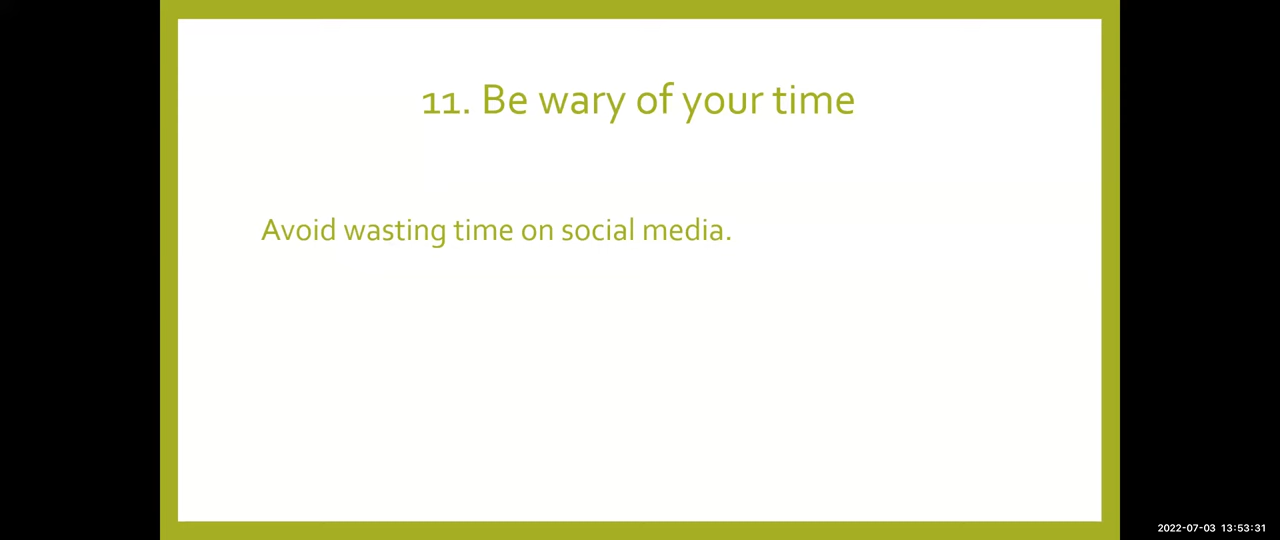 11. Be wary of your time
Avoid wasting time on social media.
2022-07-03 13:53:31